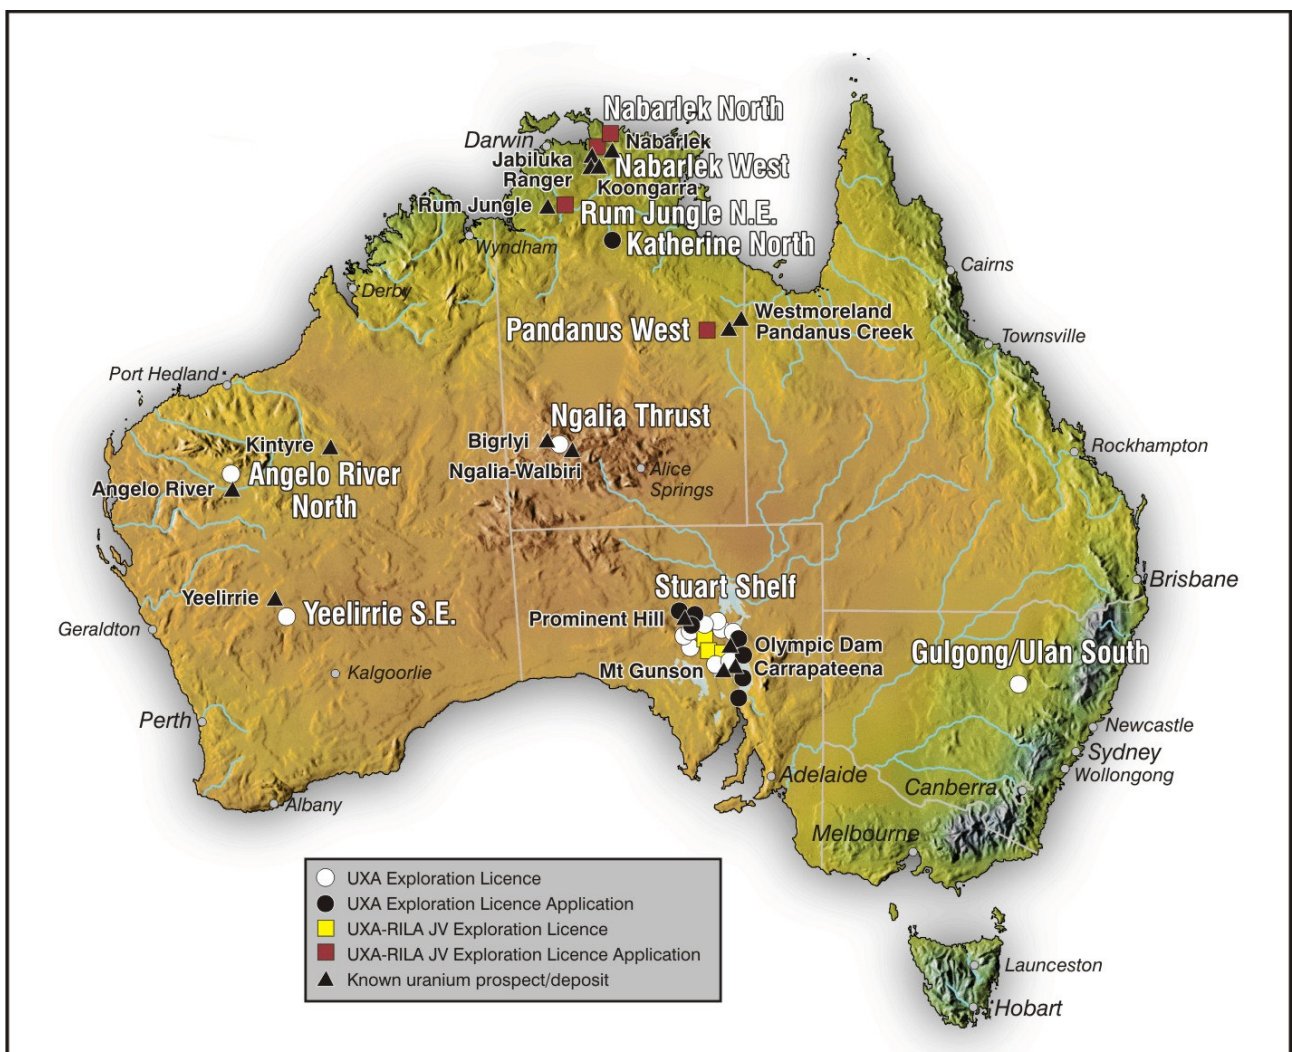 Nabarlek North
Darwin
Nabarlek
Jabiluka
Nabarlek West
Ranger
Koongarra
Rum Jungle
Rum Jungle N.E.
Wyndham
Katherine North
Cairns
Derby
Westmoreland
Pandanus West
Pandanus Creek
Townsville
Port Hedland
Ngalia Thrust
Kintyre
Bigrlyi
Rockhampton
Angelo River
North
Ngalia-Walbiri
Alice
Springs
Angelo River
Stuart Shelf
Brisbane
Yeelirrie
Yeelirrie S.E.
Prominent Hill
Geraldton
Olympic Dam
Gulgong/Ulan South
Kalgoorlie
Mt Gunson
Carrapateena
Perth
Newcastle
Sydney
Adelaide
Wollongong
Canberra
Albany
Melbourne
UXA Exploration Licence
UXA Exploration Licence Application
UXA-RILA JV Exploration Licence
UXA-RILA JV Exploration Licence Application
Known uranium prospect/deposit
Launceston
Hobart